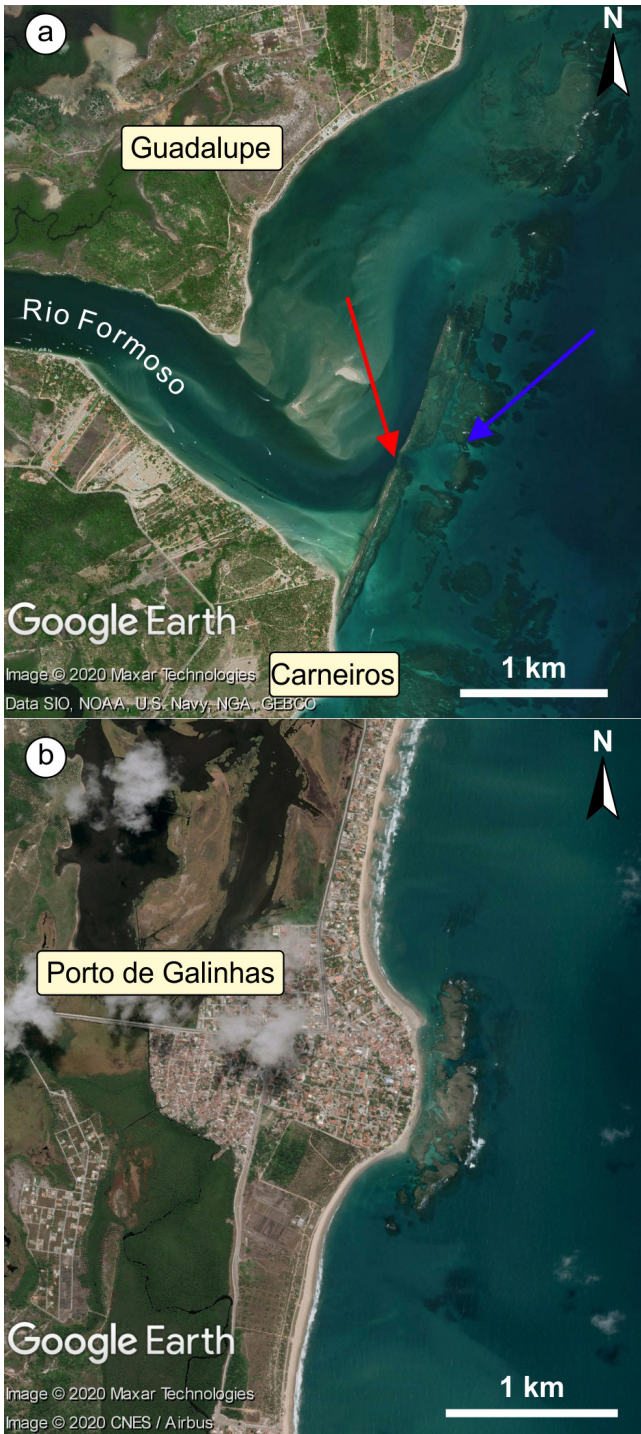 a
N
Guadalupe
Rio Formoso
Google Earth
1 km
Image © 2020 Maxar Technologies
Carneiros
Data SIO, NOAA, U.S. Navy, NGA, GEBCO
b
N
Porto de Galinhas
Google Earth
1 km
Image © 2020 Maxar Technologies
Image © 2020 CNES / Airbus